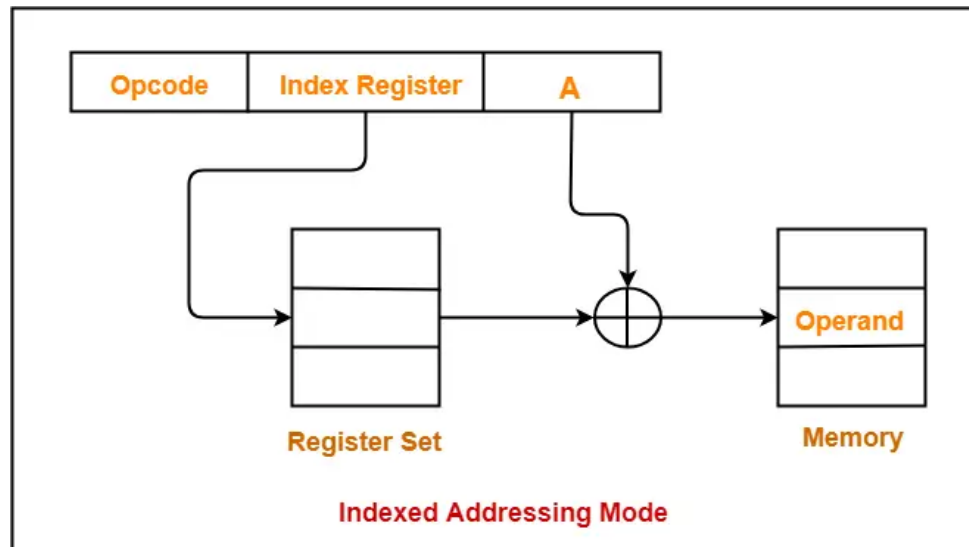 Opcode Index Register A
Operand
Register Set
Memory
Indexed Addressing Mode